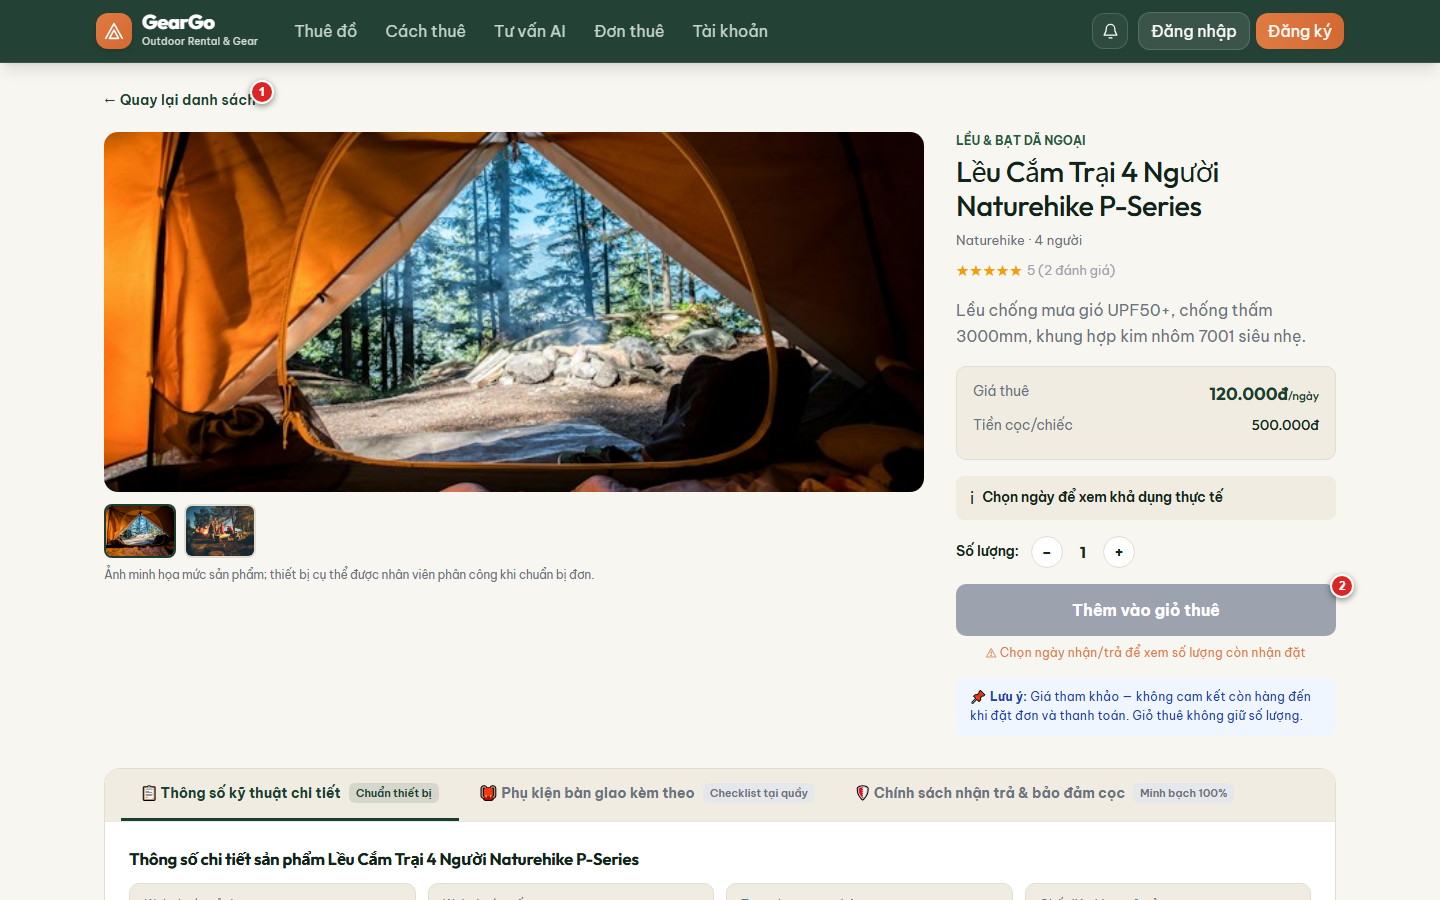 GearGo
Outdoor Rental & Gear
Thuê đồ
Cách thuê
Tư vấn AI
Đơn thuê
Tài khoản
Đăng nhập
Đăng ký
← Quay lại danh sách
1
LỀU & BẠT DÃ NGOẠI
Lều Cắm Trại 4 Người
Naturehike P-Series
Naturehike · 4 người
★★★★★ 5 (2 đánh giá)
Lều chống mưa gió UPF50+, chống thấm
3000mm, khung hợp kim nhôm 7001 siêu nhẹ.
Giá thuê
120.000đ/ngày
Tiền cọc/chiếc
500.000đ
i Chọn ngày để xem khả dụng thực tế
Số lượng:
−
1
+
2
Thêm vào giỏ thuê
⚠ Chọn ngày nhận/trả để xem số lượng còn nhận đặt
📌 Lưu ý: Giá tham khảo — không cam kết còn hàng đến
khi đặt đơn và thanh toán. Giỏ thuê không giữ số lượng.
Ảnh minh họa mức sản phẩm; thiết bị cụ thể được nhân viên phân công khi chuẩn bị đơn.
📋 Thông số kỹ thuật chi tiết
Chuẩn thiết bị
🎒 Phụ kiện bàn giao kèm theo
Checklist tại quầy
🛡 Chính sách nhận trả & bảo đảm cọc
Minh bạch 100%
Thông số chi tiết sản phẩm Lều Cắm Trại 4 Người Naturehike P-Series